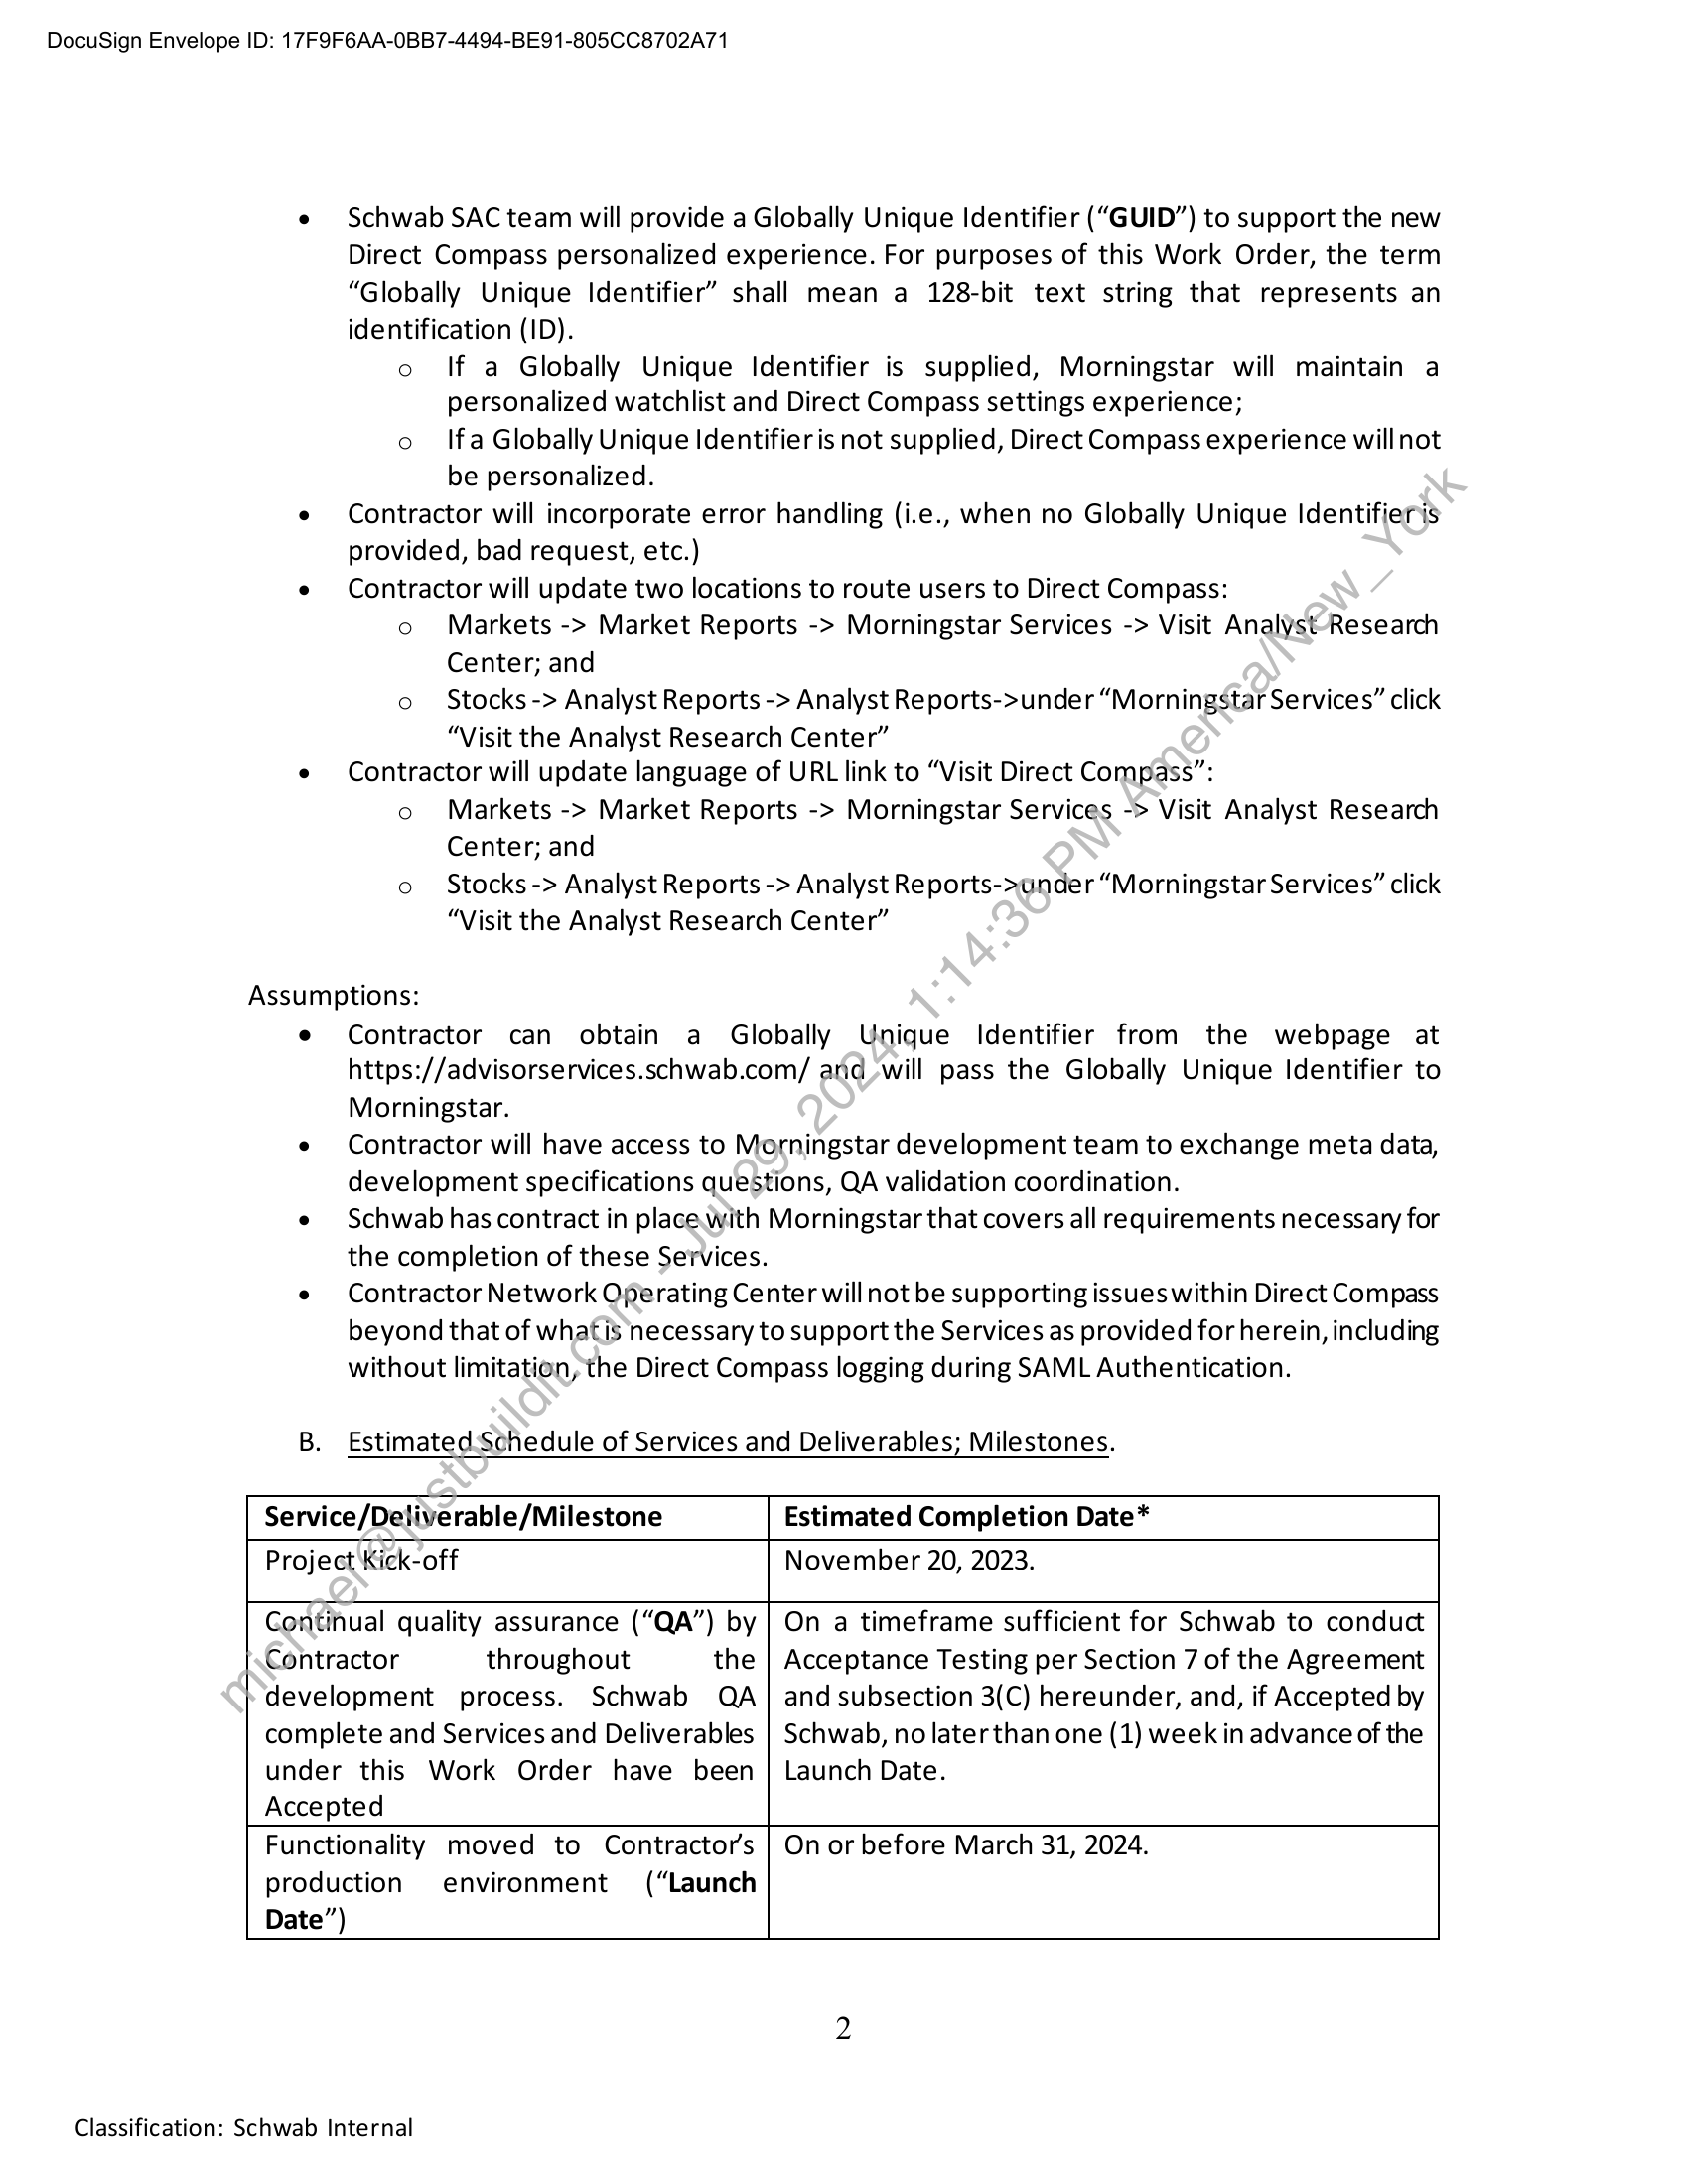 DocuSign Envelope ID: 17F9F6AA-0BB7-4494-BE91-805CC8702A71
• Schwab SAC team will provide a Globally Unique Identifier (“GUID”) to support the new
Direct Compass personalized experience. For purposes of this Work Order, the term
“Globally Unique Identifier” shall mean a 128-bit text string that represents an
identification (ID).
o If a Globally Unique Identifier is supplied, Morningstar will maintain a
personalized watchlist and Direct Compass settings experience;
o If a Globally Unique Identifier is not supplied, Direct Compass experience will not
be personalized.
• Contractor will incorporate error handling (i.e., when no Globally Unique Identifier is
provided, bad request, etc.)
• Contractor will update two locations to route users to Direct Compass:
o Markets -> Market Reports -> Morningstar Services -> Visit Analyst Research
Center; and
o Stocks -> Analyst Reports -> Analyst Reports->under “Morningstar Services” click
“Visit the Analyst Research Center”
• Contractor will update language of URL link to “Visit Direct Compass”:
o Markets -> Market Reports -> Morningstar Services -> Visit Analyst Research
Center; and
o Stocks -> Analyst Reports -> Analyst Reports->under “Morningstar Services” click
“Visit the Analyst Research Center”
Assumptions:
• Contractor can obtain a Globally Unique Identifier from the webpage at
https://advisorservices.schwab.com/ and will pass the Globally Unique Identifier to
Morningstar.
• Contractor will have access to Morningstar development team to exchange meta data,
development specifications questions, QA validation coordination.
• Schwab has contract in place with Morningstar that covers all requirements necessary for
the completion of these Services.
• Contractor Network Operating Center will not be supporting issues within Direct Compass
beyond that of what is necessary to support the Services as provided for herein, including
without limitation, the Direct Compass logging during SAML Authentication.
B. Estimated Schedule of Services and Deliverables; Milestones.
Service/Deliverable/Milestone
Estimated Completion Date*
Project Kick-off
November 20, 2023.
Continual quality assurance (“QA”) by
Contractor throughout the
development process. Schwab QA
complete and Services and Deliverables
under this Work Order have been
Accepted
On a timeframe sufficient for Schwab to conduct
Acceptance Testing per Section 7 of the Agreement
and subsection 3(C) hereunder, and, if Accepted by
Schwab, no later than one (1) week in advance of the
Launch Date.
Functionality moved to Contractor’s
production environment (“Launch
Date”)
On or before March 31, 2024.
2
Classification: Schwab Internal
michael@justbuildit.com - Jul 29, 2024, 1:14:36 PM America/New_York